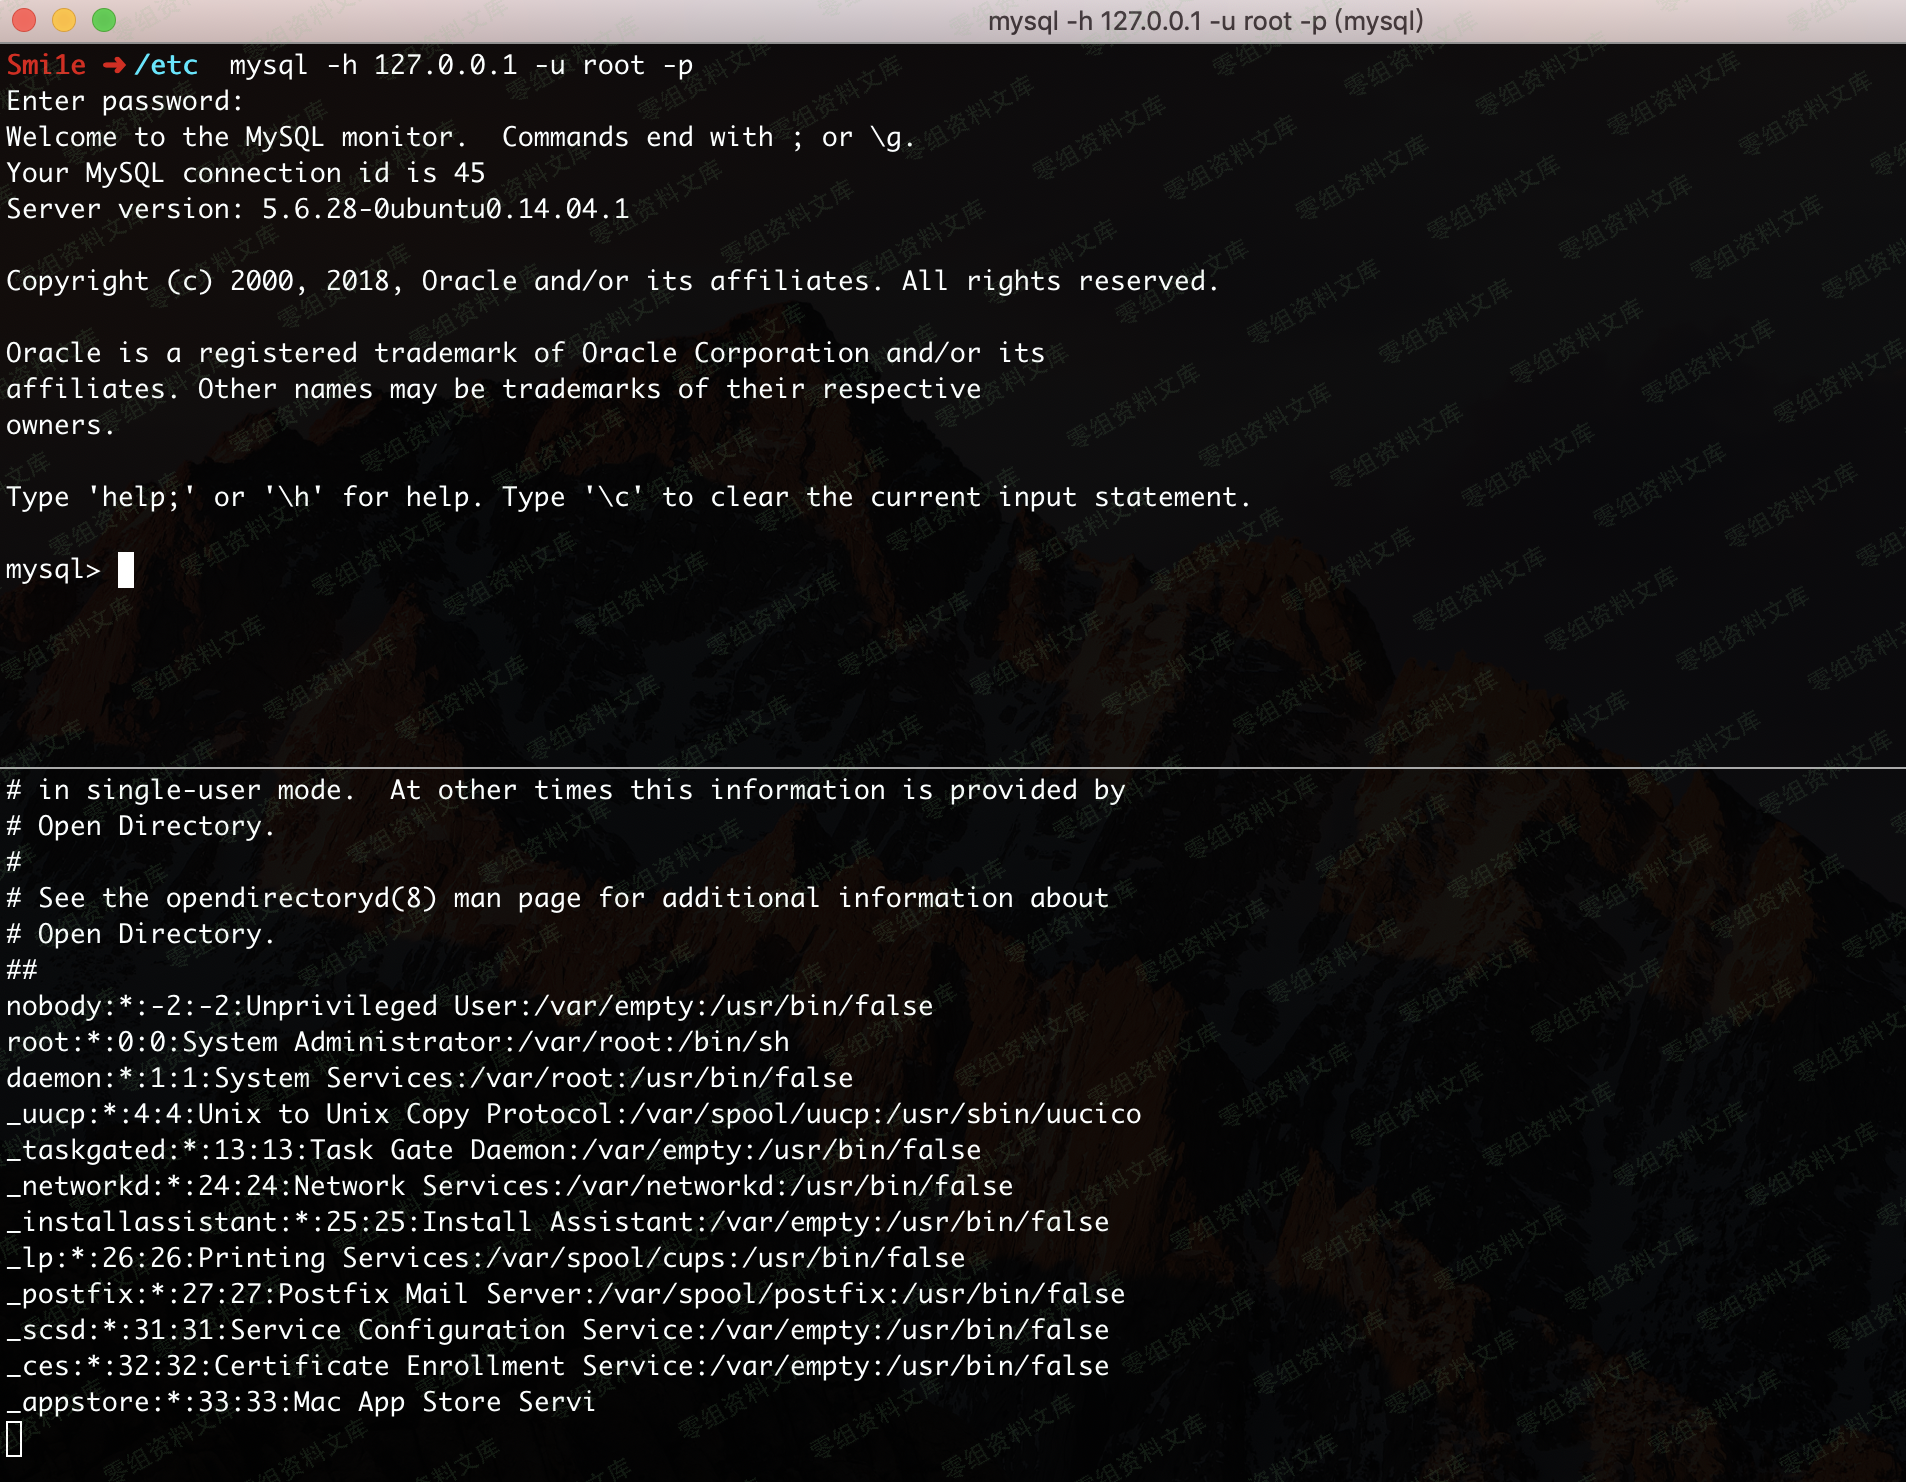 mysql -h 127.0.0.1 -u root -p (mysql)
Smi1e ➜ /etc  mysql -h 127.0.0.1 -u root -p
Enter password:
Welcome to the MySQL monitor.  Commands end with ; or \g.
Your MySQL connection id is 45
Server version: 5.6.28-0ubuntu0.14.04.1
Copyright (c) 2000, 2018, Oracle and/or its affiliates. All rights reserved.
Oracle is a registered trademark of Oracle Corporation and/or its
affiliates. Other names may be trademarks of their respective
owners.
Type 'help;' or '\h' for help. Type '\c' to clear the current input statement.
mysql>
# in single-user mode.  At other times this information is provided by
# Open Directory.
#
# See the opendirectoryd(8) man page for additional information about
# Open Directory.
##
nobody:*:-2:-2:Unprivileged User:/var/empty:/usr/bin/false
root:*:0:0:System Administrator:/var/root:/bin/sh
daemon:*:1:1:System Services:/var/root:/usr/bin/false
_uucp:*:4:4:Unix to Unix Copy Protocol:/var/spool/uucp:/usr/sbin/uucico
_taskgated:*:13:13:Task Gate Daemon:/var/empty:/usr/bin/false
_networkd:*:24:24:Network Services:/var/networkd:/usr/bin/false
_installassistant:*:25:25:Install Assistant:/var/empty:/usr/bin/false
_lp:*:26:26:Printing Services:/var/spool/cups:/usr/bin/false
_postfix:*:27:27:Postfix Mail Server:/var/spool/postfix:/usr/bin/false
_scsd:*:31:31:Service Configuration Service:/var/empty:/usr/bin/false
_ces:*:32:32:Certificate Enrollment Service:/var/empty:/usr/bin/false
_appstore:*:33:33:Mac App Store Servi
零组资料文库